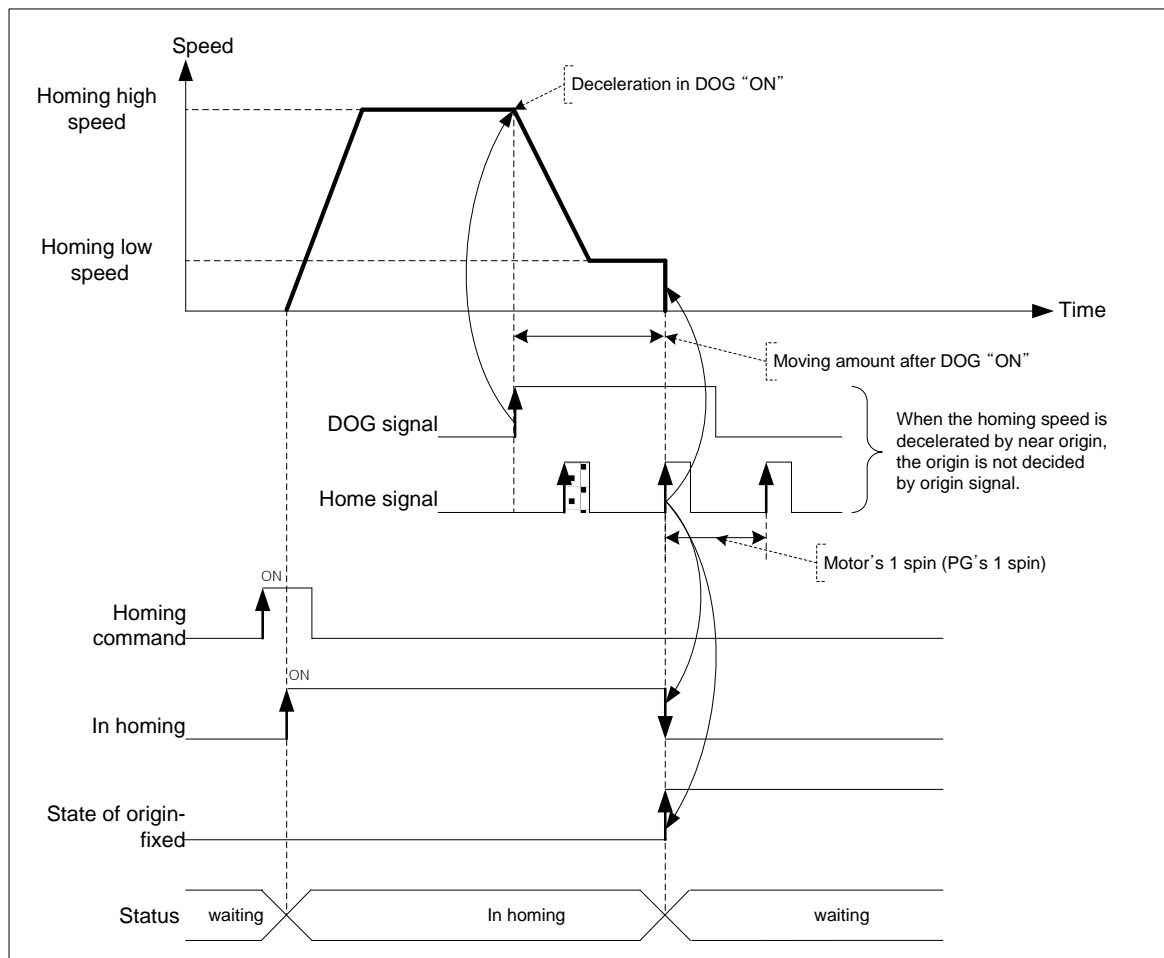 Speed
Deceleration in DOG “ON”
Homing high
speed
Homing low
speed
Time
Moving amount after DOG “ON”
DOG signal
When the homing speed is
decelerated by near origin,
the origin is not decided
by origin signal.
Home signal
Motor's 1 spin (PG's 1 spin)
ON
Homing
command
ON
In homing
State of origin-
fixed
Status
waiting
In homing
waiting